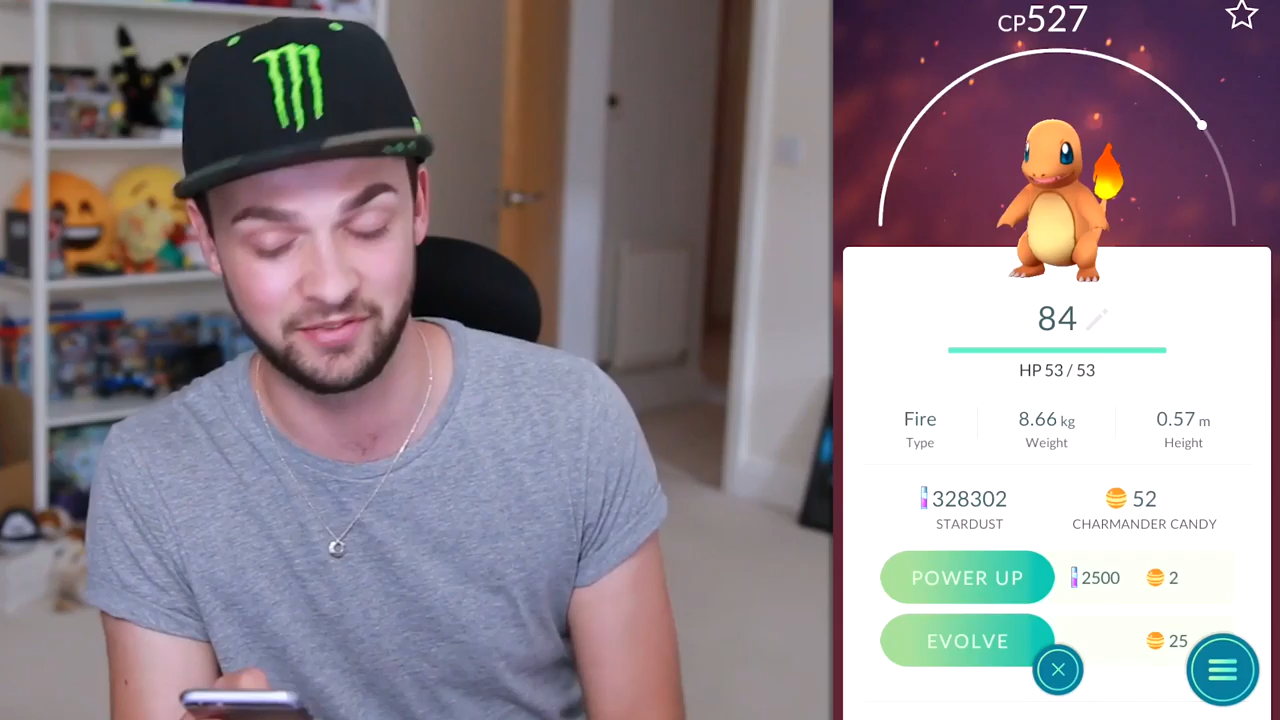 CP527
84
HP 53 / 53
Fire
Type
8.66 kg
Weight
0.57 m
Height
328302
STARDUST
52
CHARMANDER CANDY
POWER UP
2500
2
EVOLVE
25